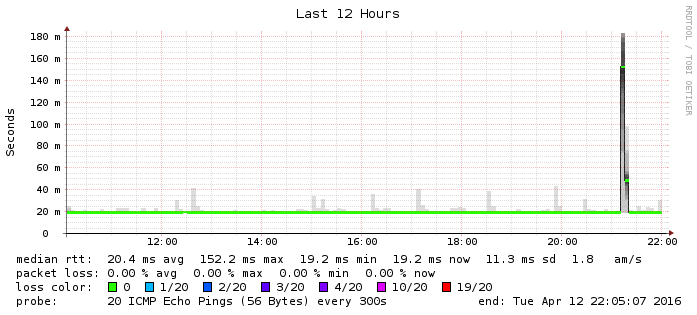 Last 12 Hours
RRDTOOL / TOBI OETIKER
Seconds
180 m
160 m
140 m
120 m
100 m
80 m
60 m
40 m
20 m
0
12:00 14:00 16:00 18:00 20:00 22:00
median rtt: 20.4 ms avg 152.2 ms max 19.2 ms min 19.2 ms now 11.3 ms sd 1.8 am/s
packet loss: 0.00 % avg 0.00 % max 0.00 % min 0.00 % now
loss color: 0 1/20 2/20 3/20 4/20 10/20 19/20
probe: 20 ICMP Echo Pings (56 Bytes) every 300s end: Tue Apr 12 22:05:07 2016